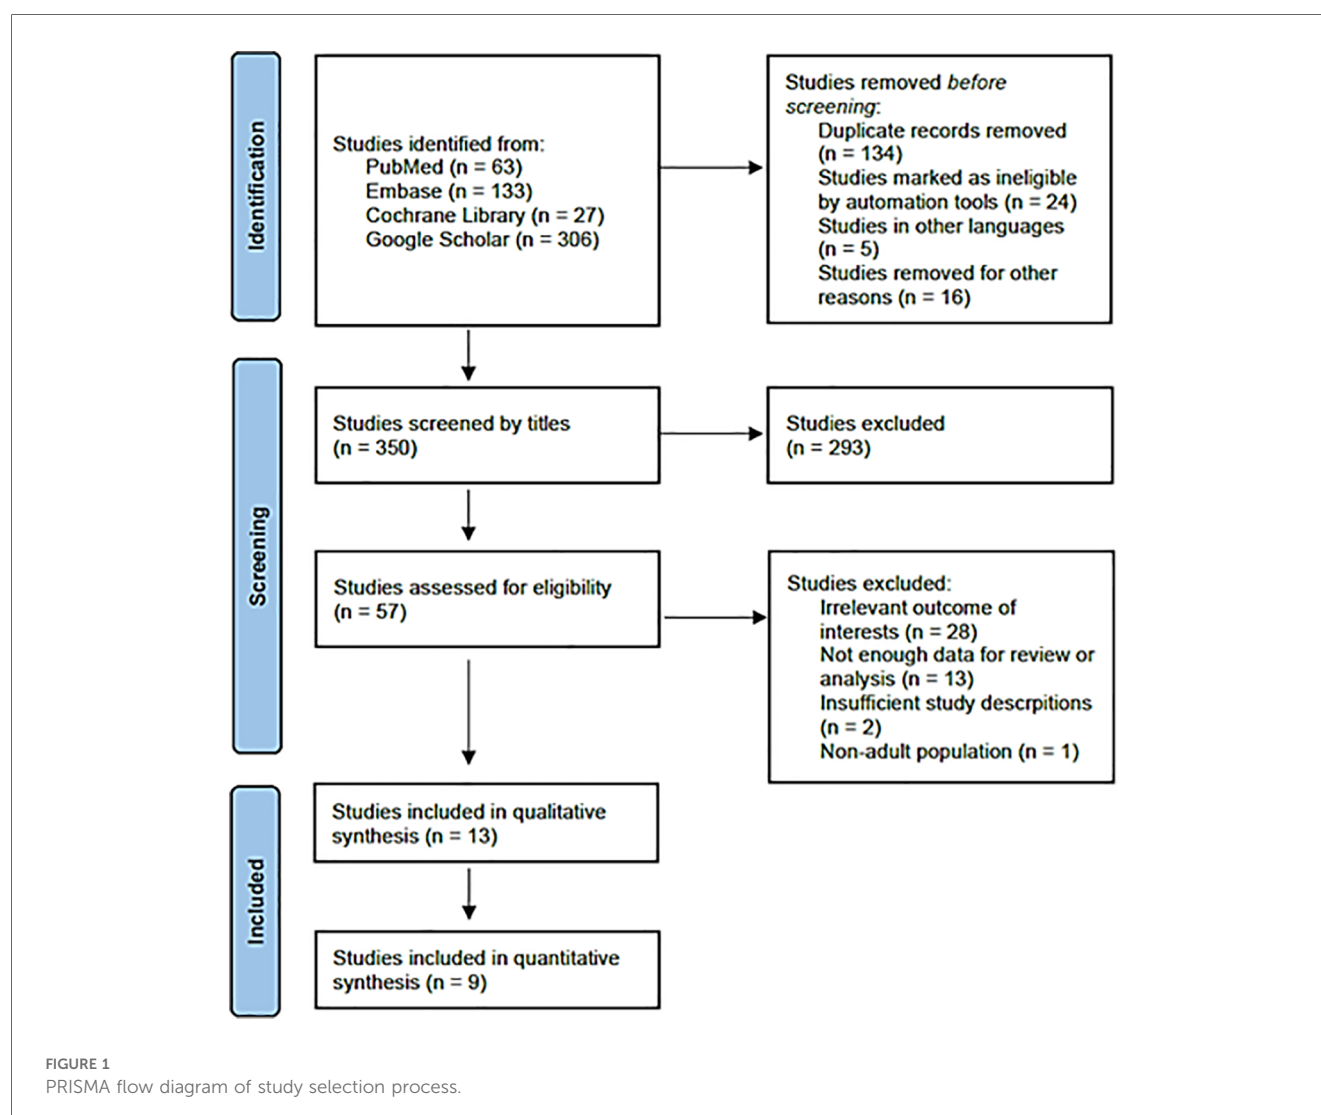 Identification
Studies identified from:
PubMed (n = 63)
Embase (n = 133)
Cochrane Library (n = 27)
Google Scholar (n = 306)
Studies removed before
screening:
Duplicate records removed
(n = 134)
Studies marked as ineligible
by automation tools (n = 24)
Studies in other languages
(n = 5)
Studies removed for other
reasons (n = 16)
Screening
Studies screened by titles
(n = 350)
Studies excluded
(n = 293)
Studies assessed for eligibility
(n = 57)
Studies excluded:
Irrelevant outcome of
interests (n = 28)
Not enough data for review or
analysis (n = 13)
Insufficient study descrpitions
(n = 2)
Non-adult population (n = 1)
Included
Studies included in qualitative
synthesis (n = 13)
Studies included in quantitative
synthesis (n = 9)
FIGURE 1
PRISMA flow diagram of study selection process.